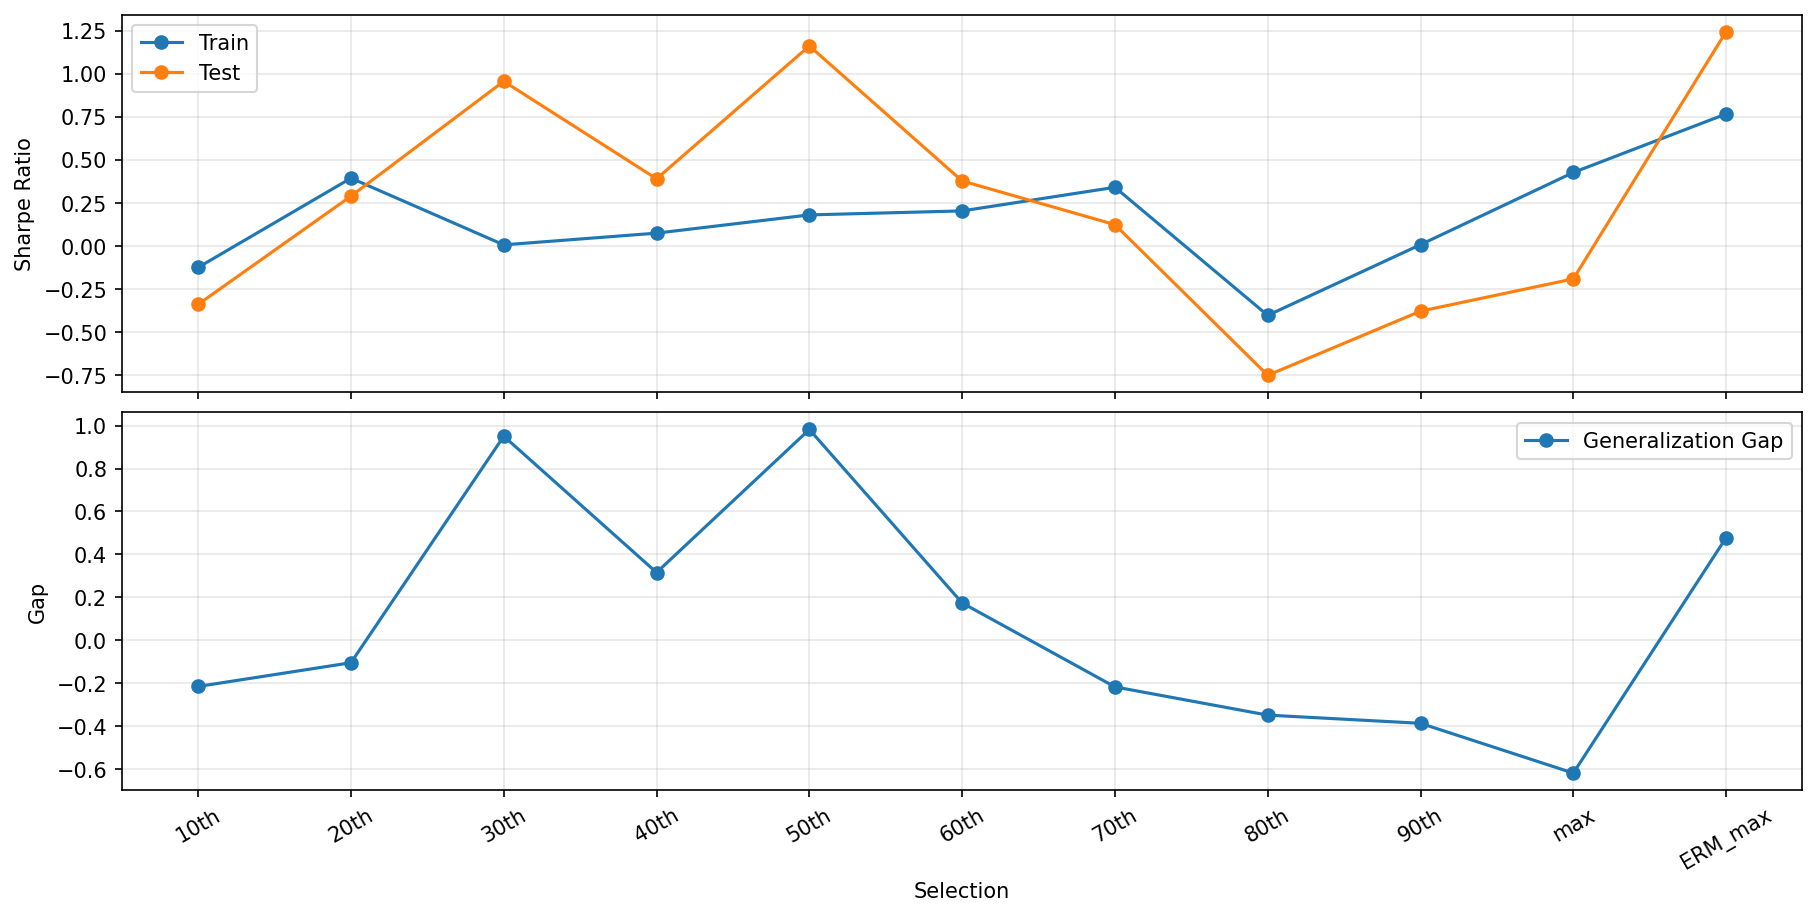 1.25
1.00
0.75
0.50
0.25
0.00
−0.25
−0.50
−0.75
Sharpe Ratio
Train
Test
1.0
0.8
0.6
0.4
0.2
0.0
−0.2
−0.4
−0.6
Gap
Generalization Gap
10th
20th
30th
40th
50th
60th
70th
80th
90th
max
ERM_max
Selection